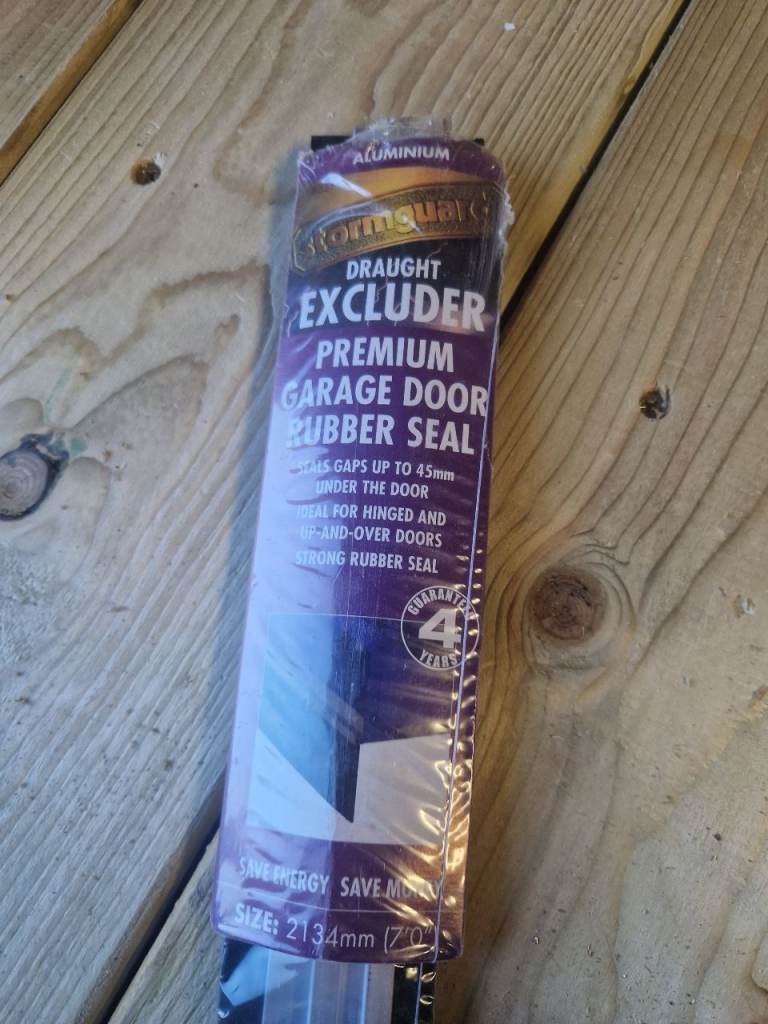 ALUMINIUM
stormguard
DRAUGHT
EXCLUDER
PREMIUM
GARAGE DOOR
RUBBER SEAL
SEALS GAPS UP TO 45mm
UNDER THE DOOR
IDEAL FOR HINGED AND
UP-AND-OVER DOORS
STRONG RUBBER SEAL
GUARANTEE
4
YEARS
SAVE ENERGY SAVE MONEY
SIZE: 2134mm (7'0")